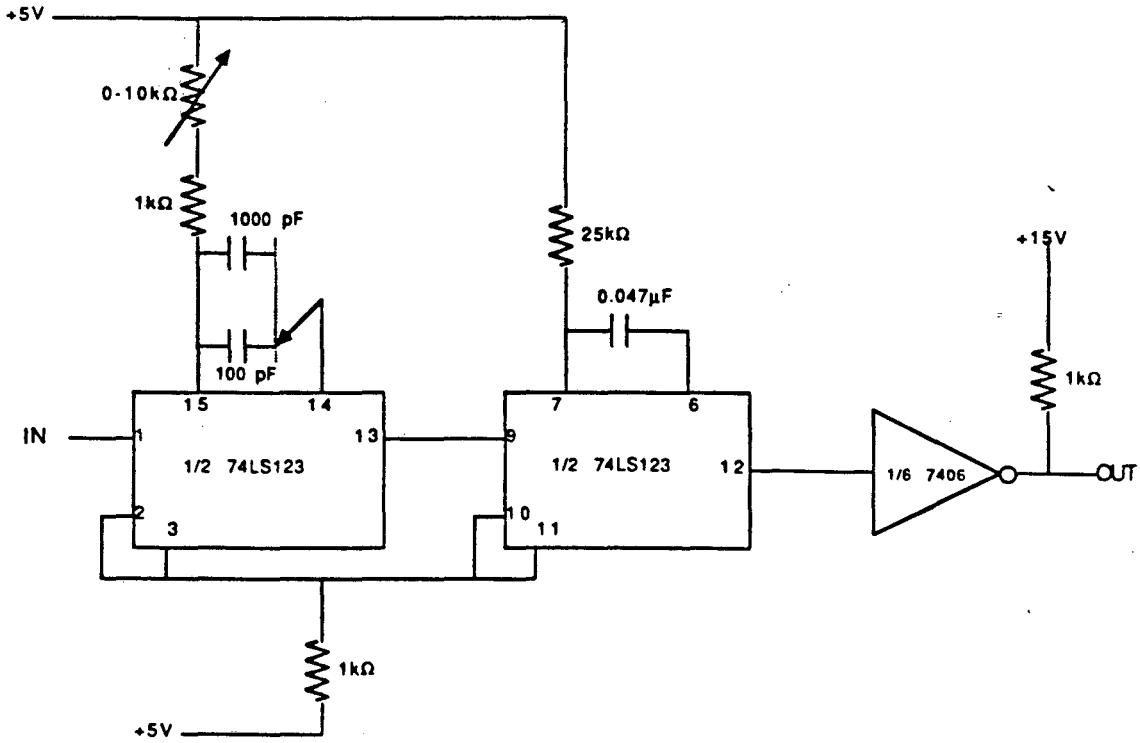 +5V
0-10kΩ
1kΩ
1000 pF
100 pF
25kΩ
0.047µF
+15V
1kΩ
15 14
7 6
IN
1 13
9
1/2 74LS123
1/2 74LS123
12
1/6 7406
OUT
2 3
10 11
1kΩ
+5V